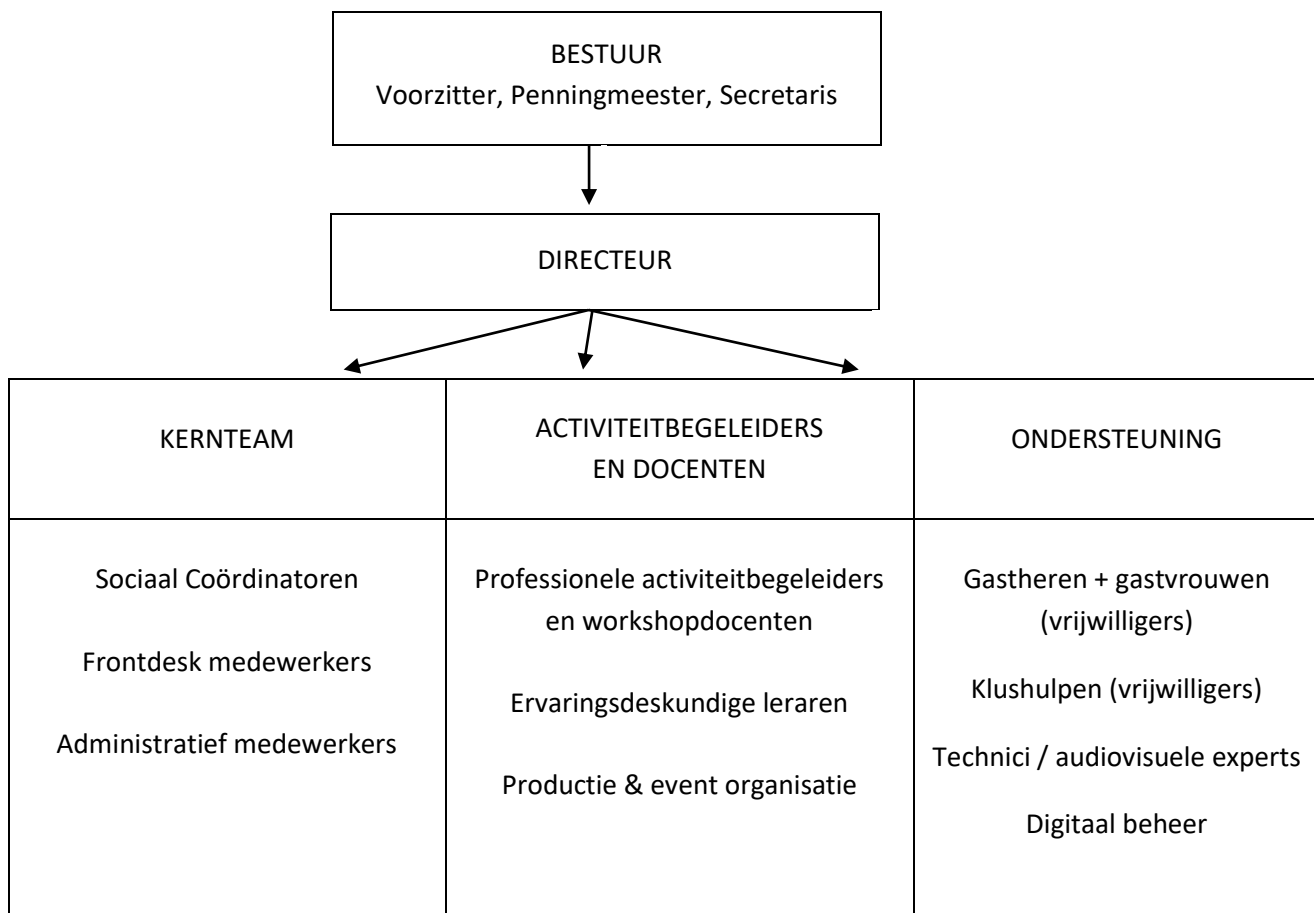 BESTUUR
Voorzitter, Penningmeester, Secretaris
DIRECTEUR
KERNTEAM
ACTIVITEITBEGELEIDERS
EN DOCENTEN
ONDERSTEUNING
Sociaal Coördinatoren
Frontdesk medewerkers
Administratief medewerkers
Professionele activiteitbegeleiders
en workshopdocenten
Ervaringsdeskundige leraren
Productie & event organisatie
Gastheren + gastvrouwen
(vrijwilligers)
Klushulpen (vrijwilligers)
Technici / audiovisuele experts
Digitaal beheer